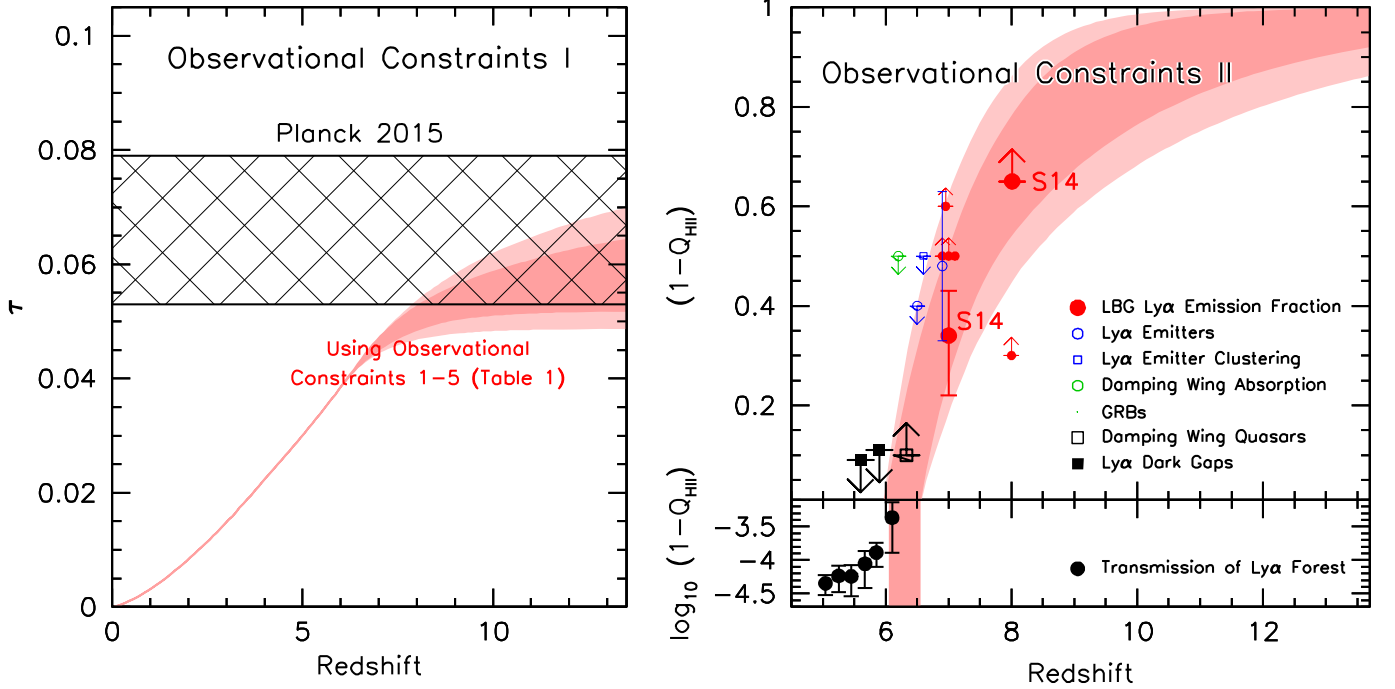 Observational Constraints I
Planck 2015
Using Observational
Constraints 1−5 (Table 1)
0.1
0.08
0.06
0.04
0.02
0
τ
0 5 10
Redshift
Observational Constraints II
1
0.8
0.6
0.4
0.2
(1−Q_HII)
S14
S14
LBG Lyα Emission Fraction
Lyα Emitters
Lyα Emitter Clustering
Damping Wing Absorption
GRBs
Damping Wing Quasars
Lyα Dark Gaps
−3.5
−4
−4.5
log₁₀ (1−Q_HII)
Transmission of Lyα Forest
6 8 10 12
Redshift